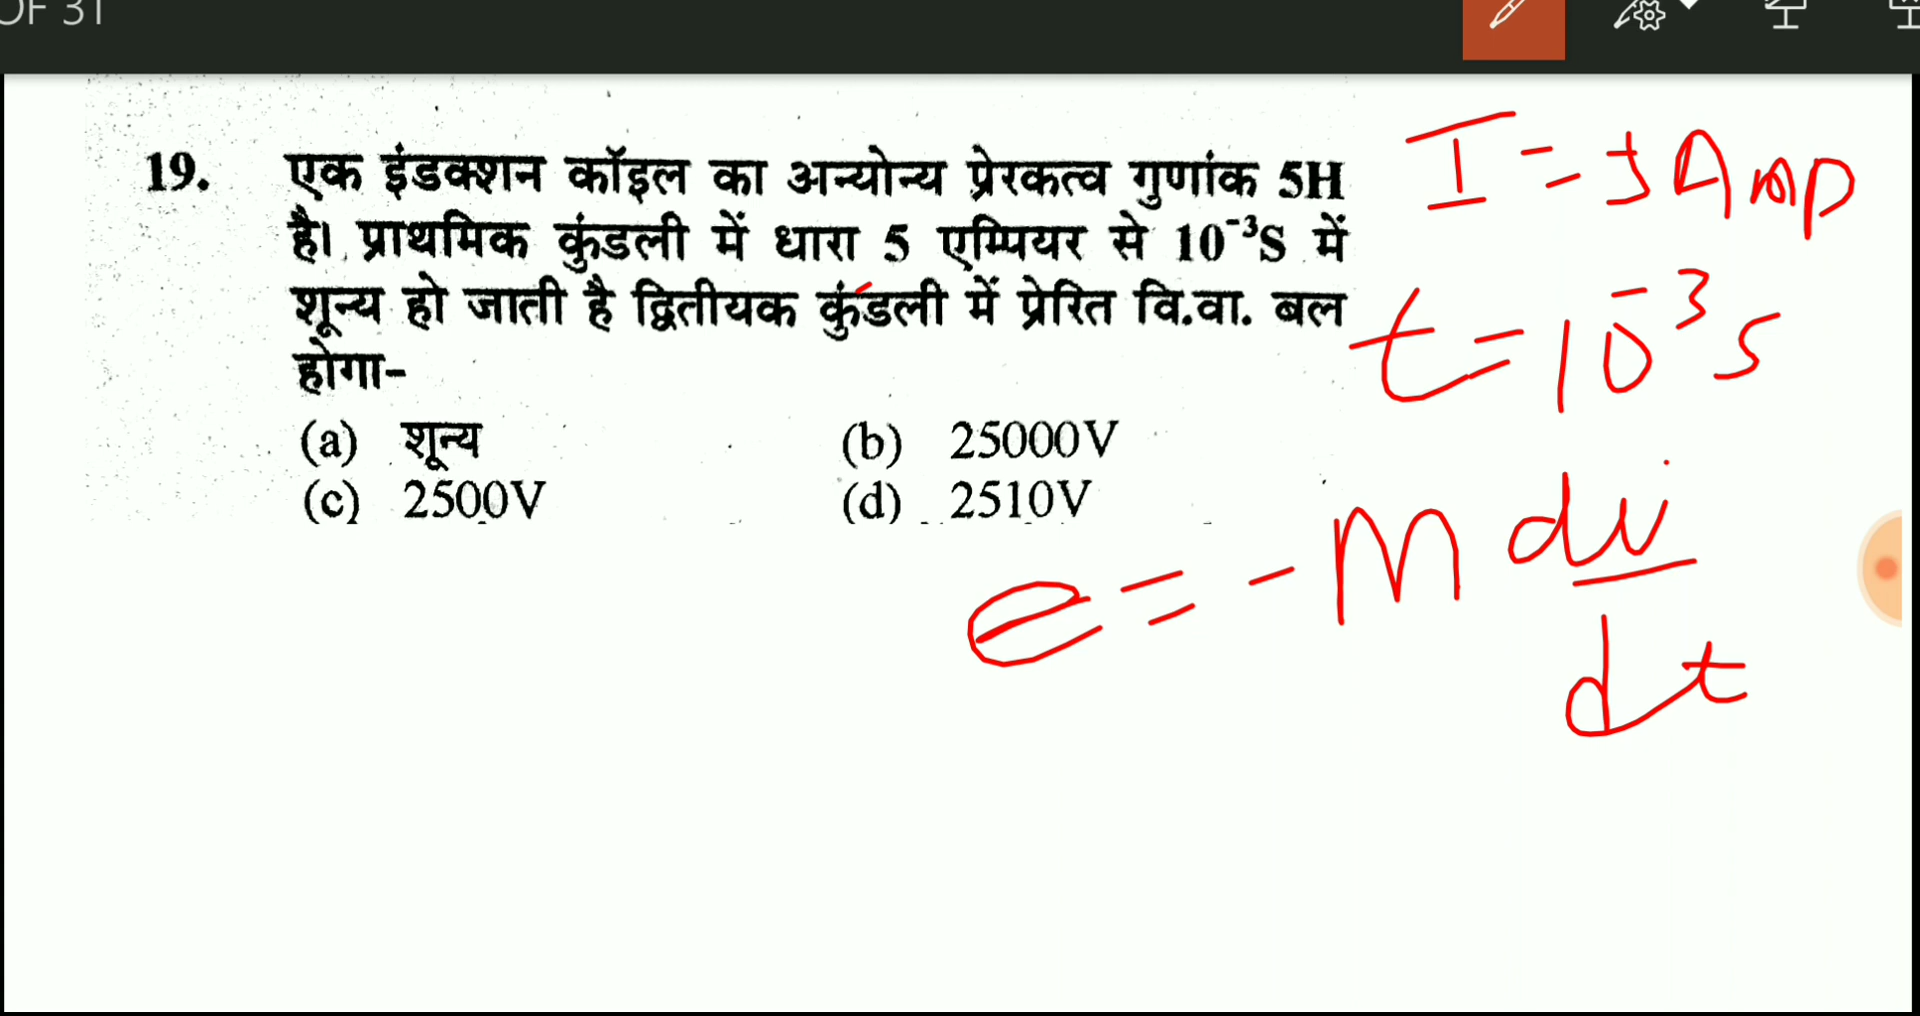 OF 31
19. एक इंडक्शन कॉइल का अन्योन्य प्रेरकत्व गुणांक 5H
है। प्राथमिक कुंडली में धारा 5 एम्पियर से 10⁻³S में
शून्य हो जाती है द्वितीयक कुंडली में प्रेरित वि.वा. बल
होगा-
(a) शून्य (b) 25000V
(c) 2500V (d) 2510V
I = 5 Amp
t = 10⁻³ s
e = - M di/dt